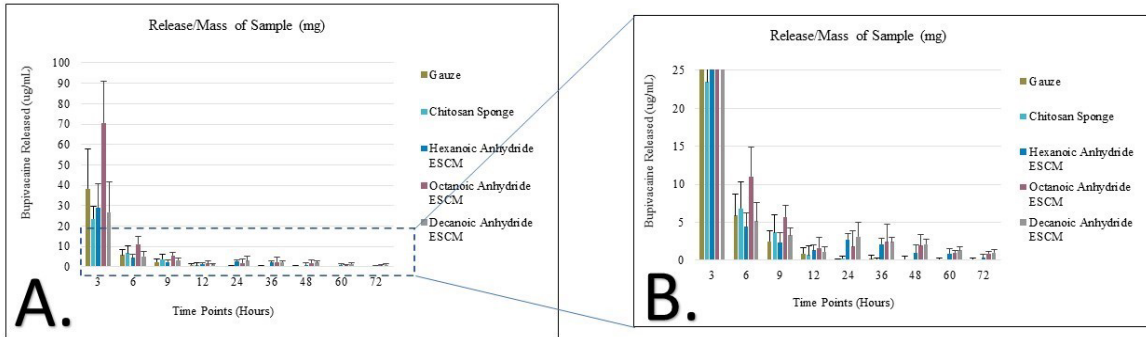 Release/Mass of Sample (mg)
Bupivacaine Released (ug/mL)
100
90
80
70
60
50
40
30
20
10
0
3 6 9 12 24 36 48 60 72
Time Points (Hours)
Gauze
Chitosan Sponge
Hexanoic Anhydride
ESCM
Octanoic Anhydride
ESCM
Decanoic Anhydride
ESCM
A.
Release/Mass of Sample (mg)
Bupivacaine Released (ug/mL)
25
20
15
10
5
0
3 6 9 12 24 36 48 60 72
Time Points (Hours)
Gauze
Chitosan Sponge
Hexanoic Anhydride
ESCM
Octanoic Anhydride
ESCM
Decanoic Anhydride
ESCM
B.